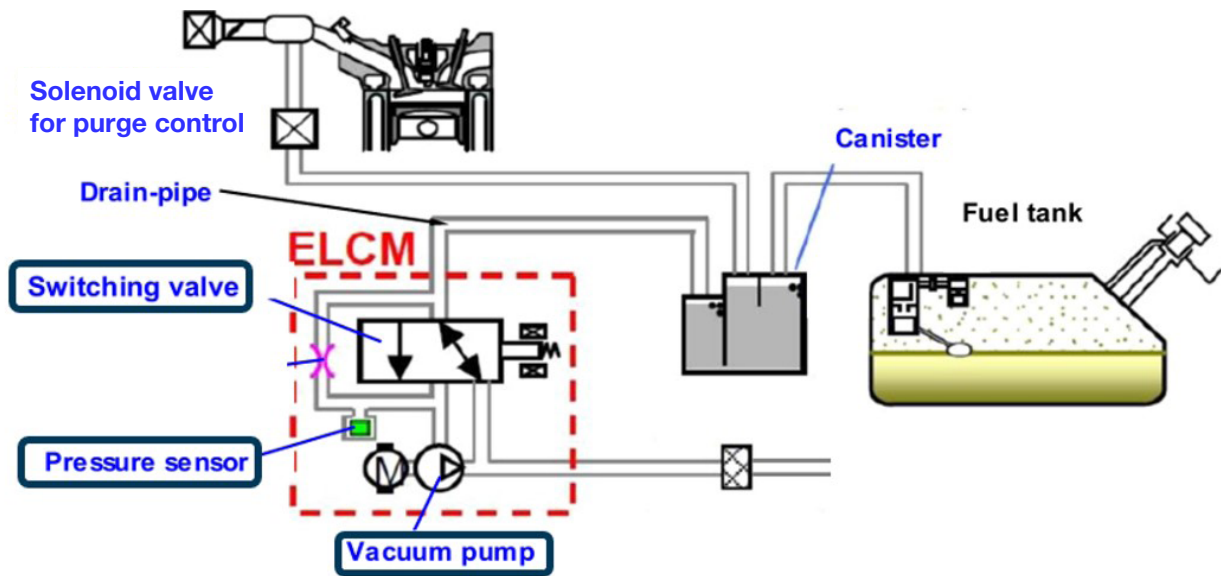 Solenoid valve
for purge control
Canister
Drain-pipe
Fuel tank
ELCM
Switching valve
Pressure sensor
M
Vacuum pump